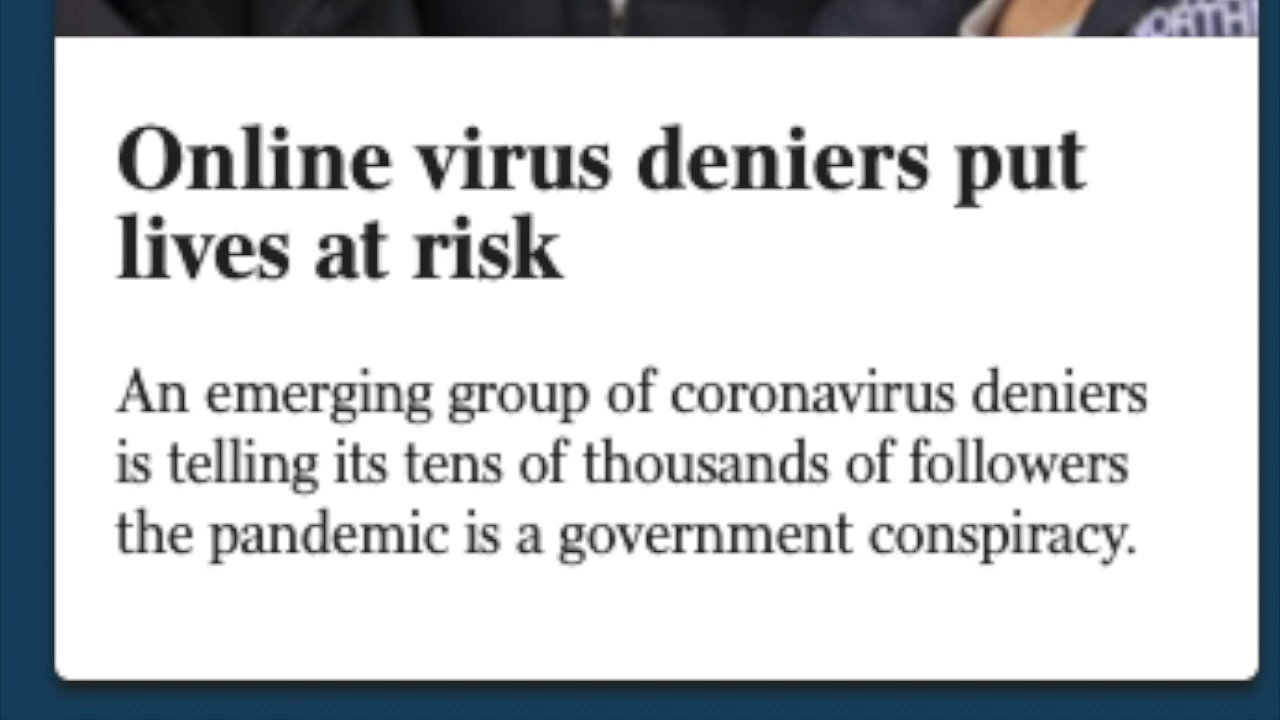 Online virus deniers put
lives at risk
An emerging group of coronavirus deniers
is telling its tens of thousands of followers
the pandemic is a government conspiracy.